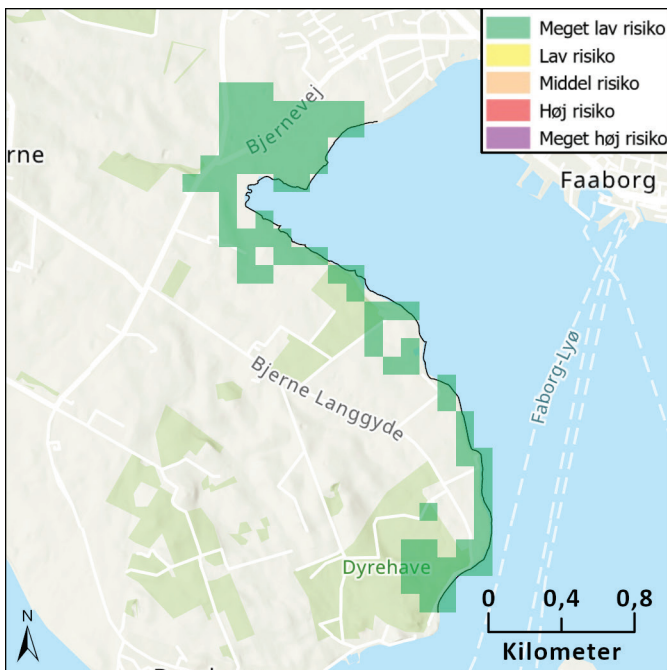 Meget lav risiko
Lav risiko
Middel risiko
Høj risiko
Meget høj risiko
Bjernevej
rne
Faaborg
Bjerne Langgyde
Faborg-Lyø
Dyrehave
N
0 0,4 0,8
Kilometer